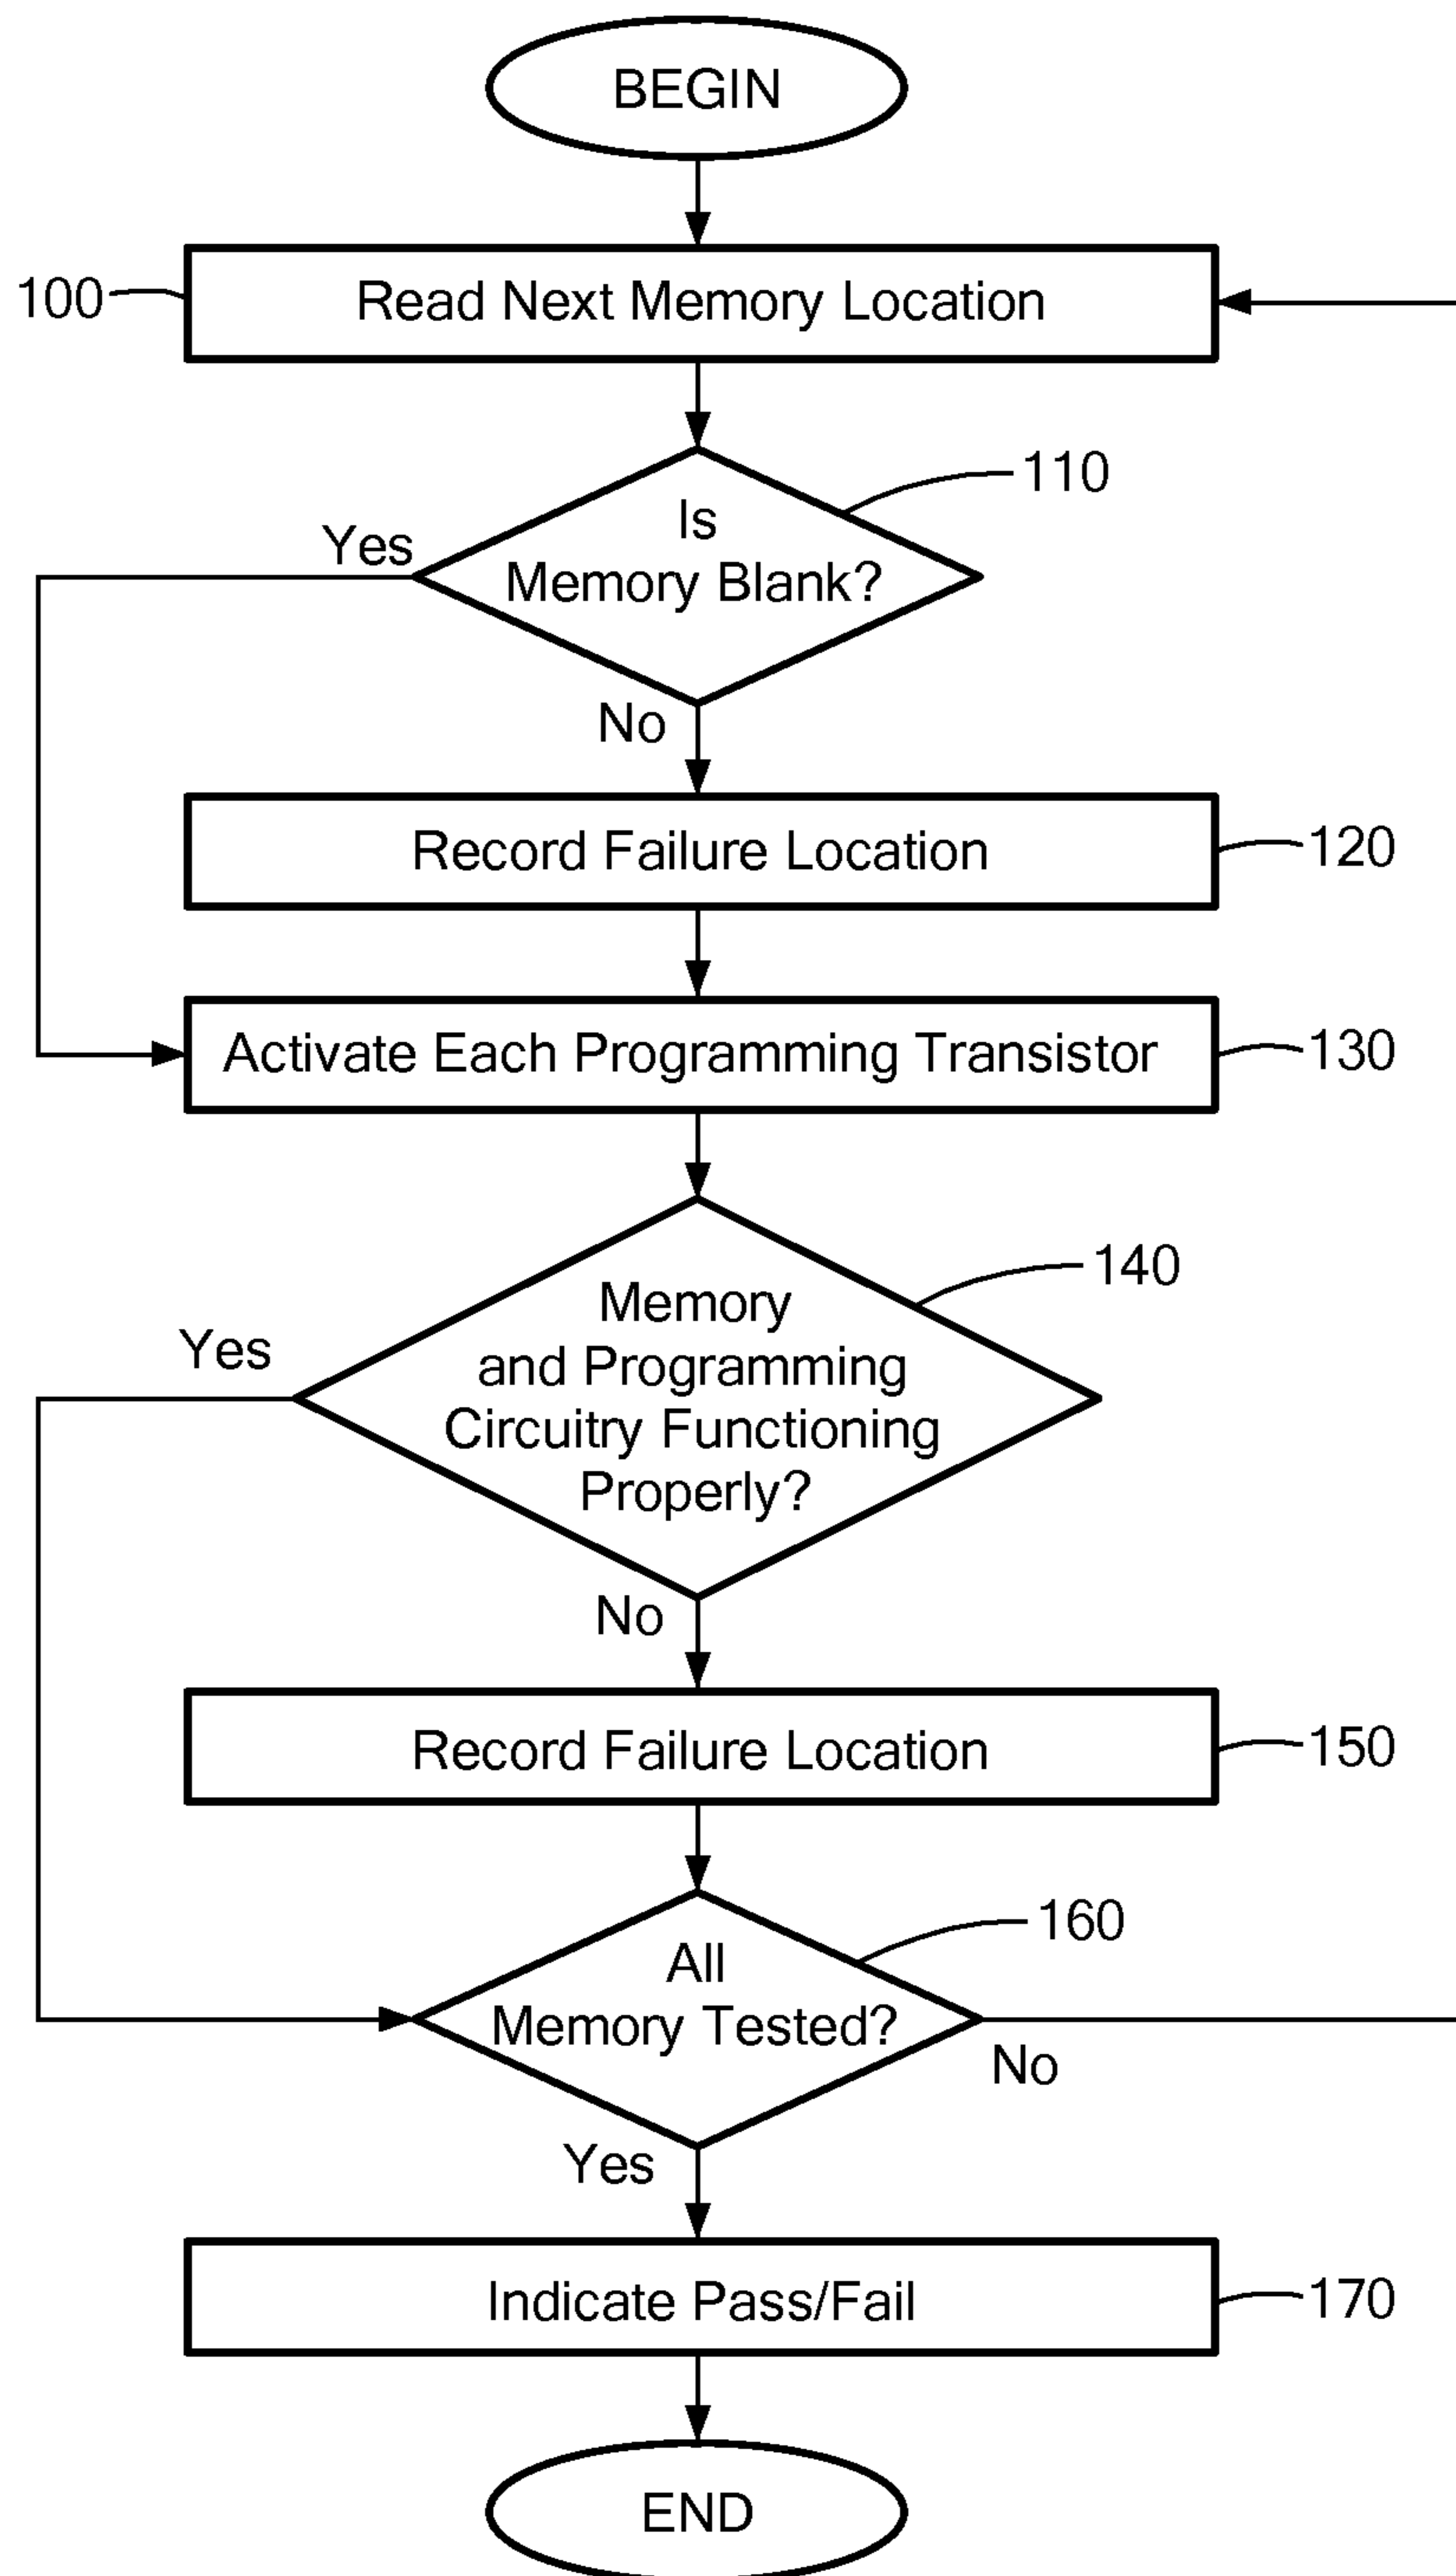 BEGIN
100
Read Next Memory Location
110
Is
Memory Blank?
Yes
No
Record Failure Location
120
Activate Each Programming Transistor
130
140
Memory
and Programming
Circuitry Functioning
Properly?
Yes
No
Record Failure Location
150
160
All
Memory Tested?
No
Yes
Indicate Pass/Fail
170
END